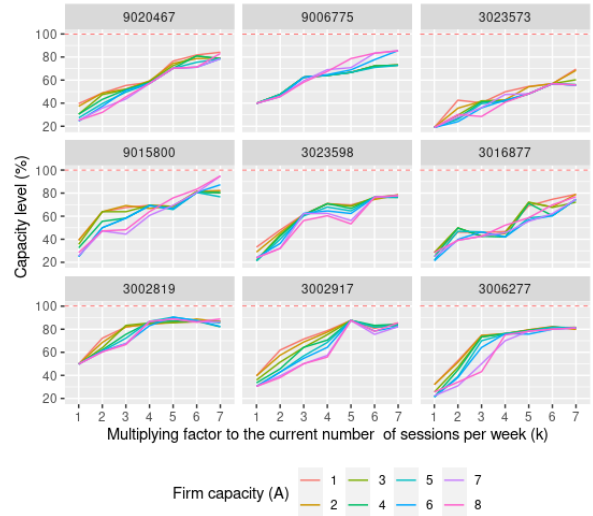 9020467 9006775 3023573
100
80
60
40
20
9015800 3023598 3016877
100
80
60
40
20
3002819 3002917 3006277
100
80
60
40
20
1 2 3 4 5 6 7 1 2 3 4 5 6 7 1 2 3 4 5 6 7
Capacity level (%)
Multiplying factor to the current number of sessions per week (k)
Firm capacity (A)
1 3 5 7
2 4 6 8